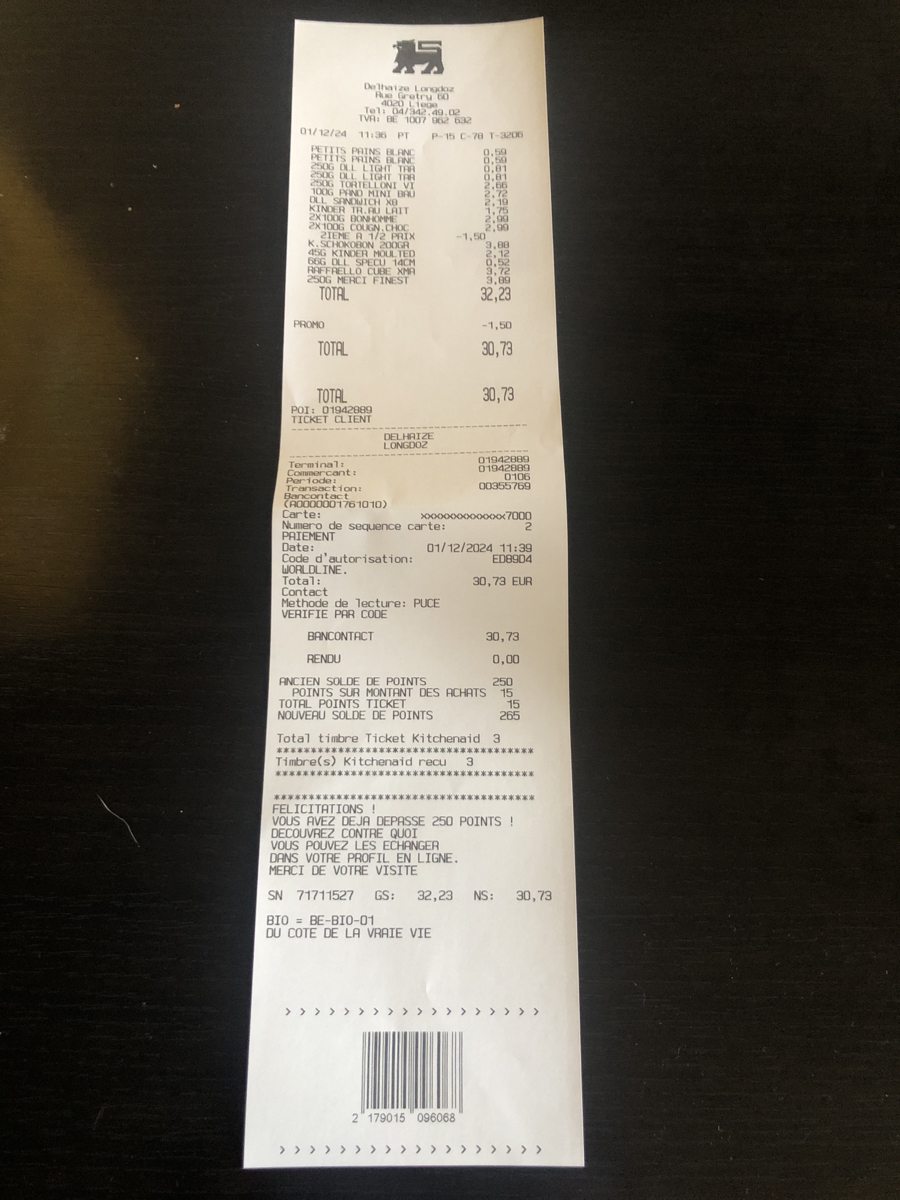 Delhaize Longdoz
Rue Gretry 60
4020 Liege
Tel: 04/342.49.02
TVA: BE 1007 962 632
01/12/24 11:36 PT P-15 C-78 T-3206
PETITS PAINS BLANC 0,59
PETITS PAINS BLANC 0,59
250G DLL LIGHT TAR 0,81
250G DLL LIGHT TAR 0,81
250G TORTELLONI VI 2,66
100G PAND MINI BAU 2,72
DLL SANDWICH X8 2,19
KINDER TR.AU LAIT 1,75
2X100G BONHOMME 2,99
2X100G COUGN.CHOC 2,99
2IEME A 1/2 PRIX -1,50
K.SCHOKOBON 200GR 3,88
45G KINDER MOULTED 2,12
66G DLL SPECU 14CM 0,52
RAFFAELLO CUBE XMA 3,72
250G MERCI FINEST 3,89
TOTAL 32,23
PROMO -1,50
TOTAL 30,73
TOTAL 30,73
POI: 01942889
TICKET CLIENT
DELHAIZE
LONGDOZ
Terminal: 01942889
Commercant: 01942889
Periode: 0106
Transaction: 00355769
Bancontact
(A0000001761010)
Carte: xxxxxxxxxxxxx7000
Numero de sequence carte: 2
PAIEMENT
Date: 01/12/2024 11:39
Code d'autorisation: ED89D4
WORLDLINE.
Total: 30,73 EUR
Contact
Methode de lecture: PUCE
VERIFIE PAR CODE
BANCONTACT 30,73
RENDU 0,00
ANCIEN SOLDE DE POINTS 250
POINTS SUR MONTANT DES ACHATS 15
TOTAL POINTS TICKET 15
NOUVEAU SOLDE DE POINTS 265
Total timbre Ticket Kitchenaid 3
***********************************
Timbre(s) Kitchenaid recu 3
***********************************
***********************************
FELICITATIONS !
VOUS AVEZ DEJA DEPASSE 250 POINTS !
DECOUVREZ CONTRE QUOI
VOUS POUVEZ LES ECHANGER
DANS VOTRE PROFIL EN LIGNE.
MERCI DE VOTRE VISITE
SN 71711527 GS: 32,23 NS: 30,73
BIO = BE-BIO-01
DU COTE DE LA VRAIE VIE
> > > > > > > > > > > > > > > > > >
2 179015 096068
> > > > > > > > > > > > > > > > > >